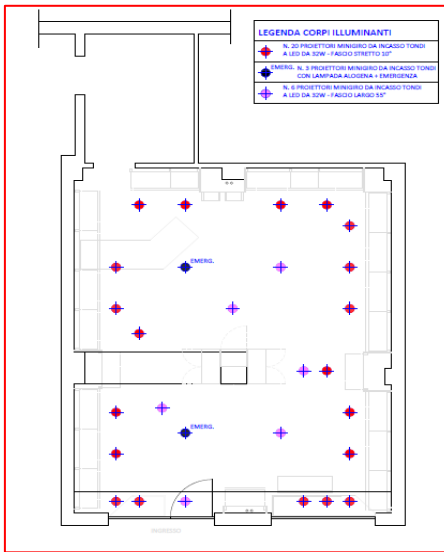 LEGENDA CORPI ILLUMINANTI
N. 20 PROIETTORI MINIGIRO DA INCASSO TONDI
A LED DA 32W - FASCIO STRETTO 10°
EMERG. N. 3 PROIETTORI MINIGIRO DA INCASSO TONDI
CON LAMPADA ALOGENA + EMERGENZA
N. 6 PROIETTORI MINIGIRO DA INCASSO TONDI
A LED DA 32W - FASCIO LARGO 55°
EMERG.
EMERG.
INGRESSO